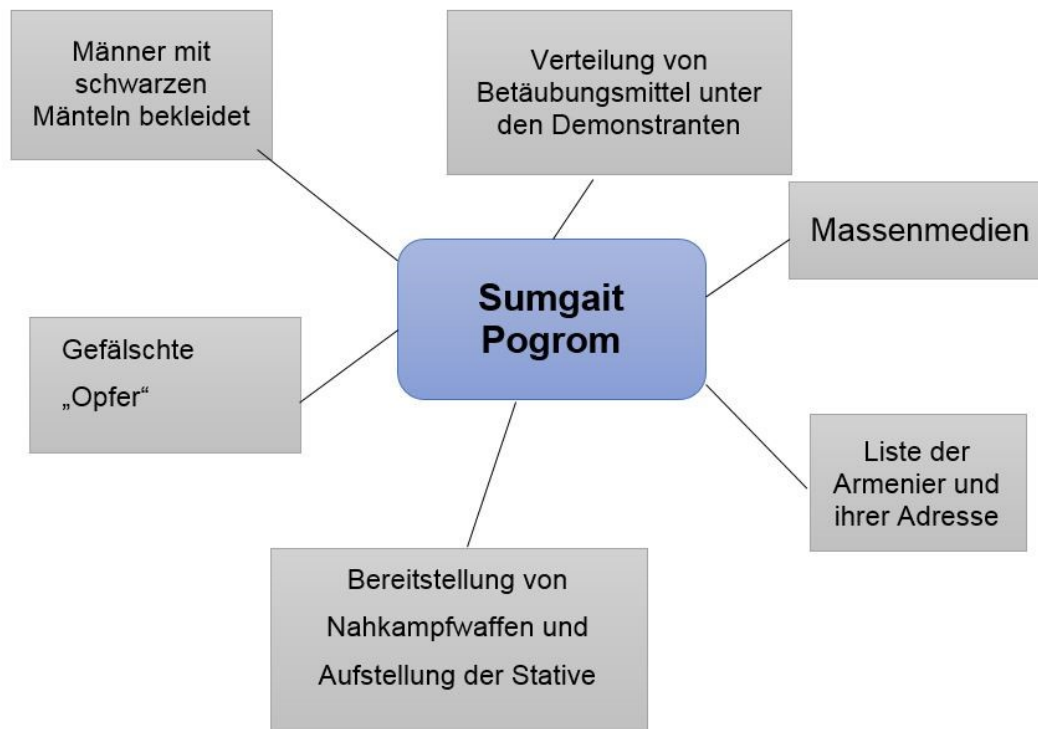 Männer mit
schwarzen
Mänteln bekleidet
Verteilung von
Betäubungsmittel unter
den Demonstranten
Massenmedien
Sumgait
Pogrom
Gefälschte
„Opfer“
Liste der
Armenier und
ihrer Adresse
Bereitstellung von
Nahkampfwaffen und
Aufstellung der Stative